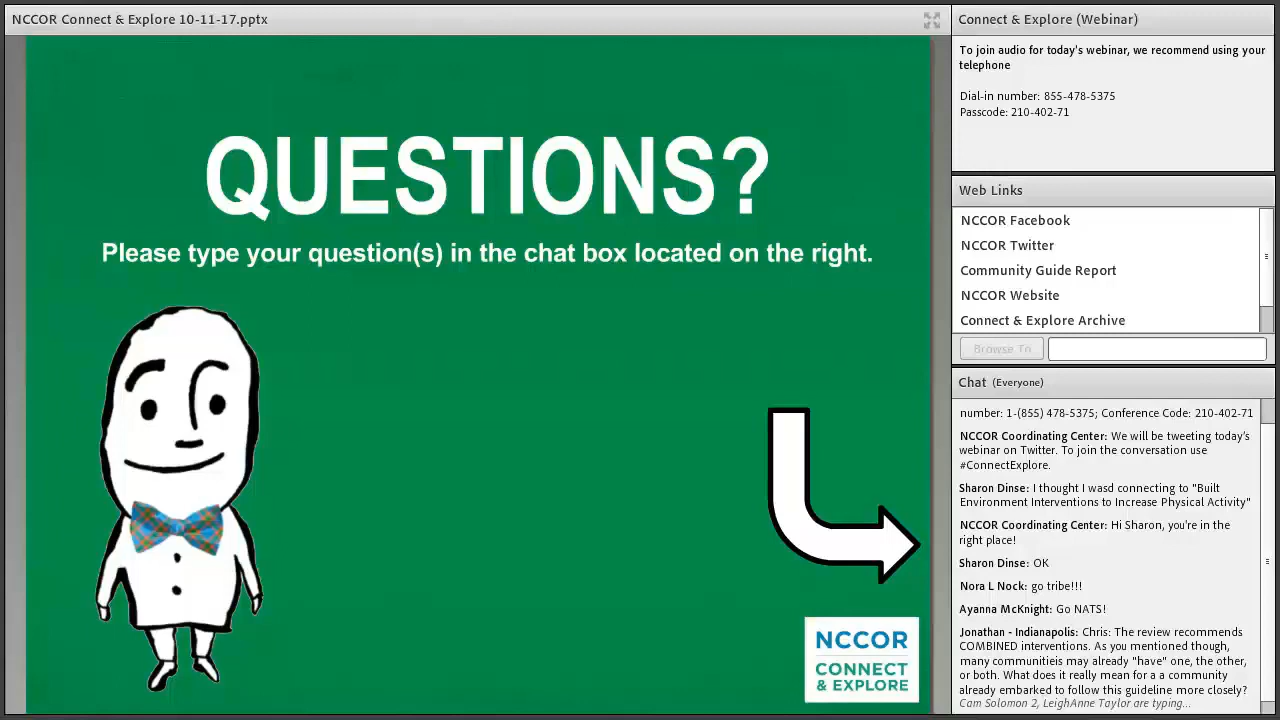 NCCOR Connect & Explore 10-11-17.pptx
QUESTIONS?
Please type your question(s) in the chat box located on the right.
NCCOR
CONNECT
& EXPLORE
Connect & Explore (Webinar)
To join audio for today's webinar, we recommend using your
telephone
Dial-in number: 855-478-5375
Passcode: 210-402-71
Web Links
NCCOR Facebook
NCCOR Twitter
Community Guide Report
NCCOR Website
Connect & Explore Archive
Browse To
Chat (Everyone)
number: 1-(855) 478-5375; Conference Code: 210-402-71
NCCOR Coordinating Center: We will be tweeting today's
webinar on Twitter. To join the conversation use
#ConnectExplore.
Sharon Dinse: I thought I wasd connecting to "Built
Environment Interventions to Increase Physical Activity"
NCCOR Coordinating Center: Hi Sharon, you're in the
right place!
Sharon Dinse: OK
Nora L Nock: go tribe!!!
Ayanna McKnight: Go NATS!
Jonathan - Indianapolis: Chris: The review recommends
COMBINED interventions. As you mentioned though,
many communitieis may already "have" one, the other,
or both. What does it really mean for a a community
already embarked to follow this guideline more closely?
Cam Solomon 2, LeighAnne Taylor are typing...